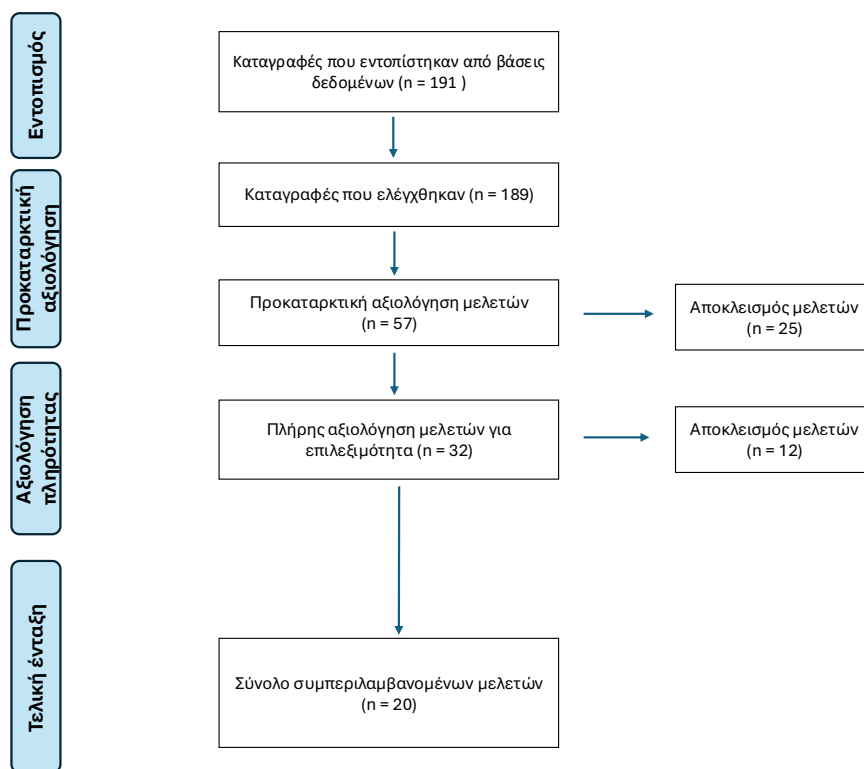 Εντοπισμός
Καταγραφές που εντοπίστηκαν από βάσεις
δεδομένων (n = 191 )
Προκαταρκτική
αξιολόγηση
Καταγραφές που ελέγχθηκαν (n = 189)
Προκαταρκτική αξιολόγηση μελετών
(n = 57)
Αποκλεισμός μελετών
(n = 25)
Αξιολόγηση
πληρότητας
Πλήρης αξιολόγηση μελετών για
επιλεξιμότητα (n = 32)
Αποκλεισμός μελετών
(n = 12)
Τελική ένταξη
Σύνολο συμπεριλαμβανομένων μελετών
(n = 20)